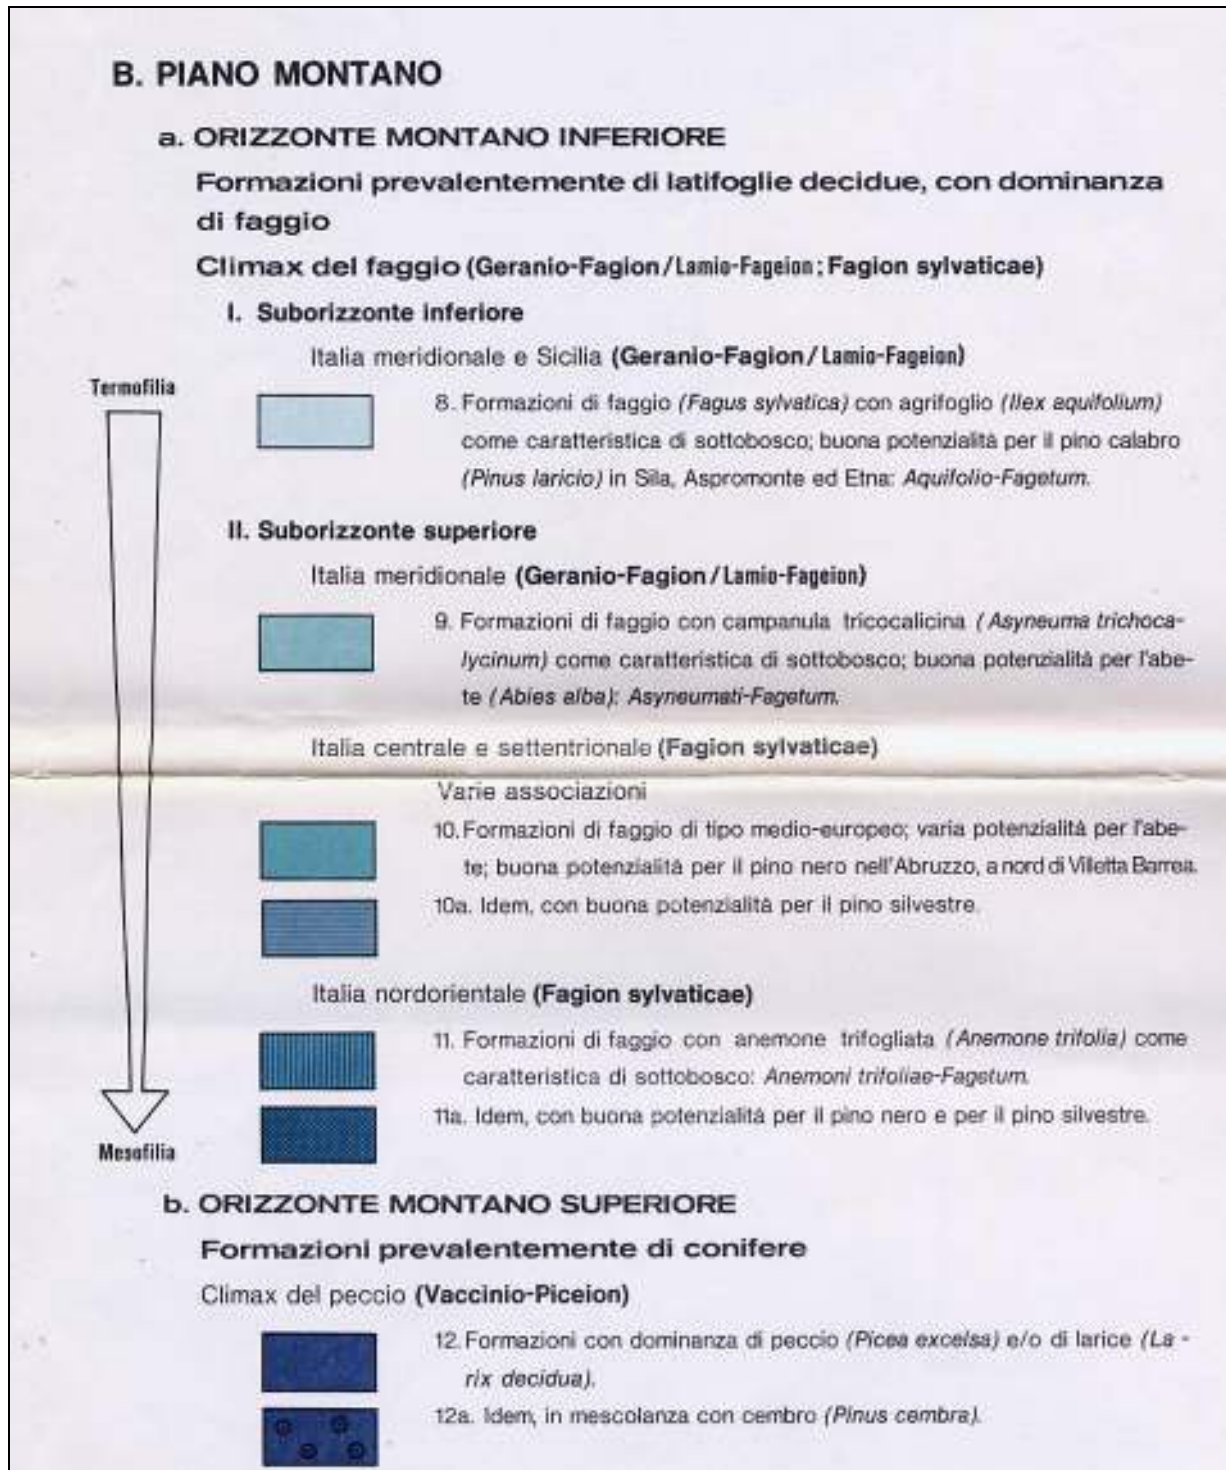 B. PIANO MONTANO
a. ORIZZONTE MONTANO INFERIORE
Formazioni prevalentemente di latifoglie decidue, con dominanza
di faggio
Climax del faggio (Geranio-Fagion/Lamio-Fageion; Fagion sylvaticae)
I. Suborizzonte inferiore
Italia meridionale e Sicilia (Geranio-Fagion/Lamio-Fageion)
Termofilia
8. Formazioni di faggio (Fagus sylvatica) con agrifoglio (Ilex aquifolium)
come caratteristica di sottobosco; buona potenzialità per il pino calabro
(Pinus laricio) in Sila, Aspromonte ed Etna: Aquifolio-Fagetum.
II. Suborizzonte superiore
Italia meridionale (Geranio-Fagion/Lamio-Fageion)
9. Formazioni di faggio con campanula tricocalicina (Asyneuma trichoca-
lycinum) come caratteristica di sottobosco; buona potenzialità per l'abe-
te (Abies alba): Asyneumati-Fagetum.
Italia centrale e settentrionale (Fagion sylvaticae)
Varie associazioni
10. Formazioni di faggio di tipo medio-europeo; varia potenzialità per l'abe-
te; buona potenzialità per il pino nero nell'Abruzzo, a nord di Villetta Barrea.
10a. Idem, con buona potenzialità per il pino silvestre.
Italia nordorientale (Fagion sylvaticae)
11. Formazioni di faggio con anemone trifogliata (Anemone trifolia) come
caratteristica di sottobosco: Anemoni trifoliae-Fagetum.
11a. Idem, con buona potenzialità per il pino nero e per il pino silvestre.
Mesofilia
b. ORIZZONTE MONTANO SUPERIORE
Formazioni prevalentemente di conifere
Climax del peccio (Vaccinio-Piceion)
12. Formazioni con dominanza di peccio (Picea excelsa) e/o di larice (La-
rix decidua).
12a. Idem, in mescolanza con cembro (Pinus cembra).